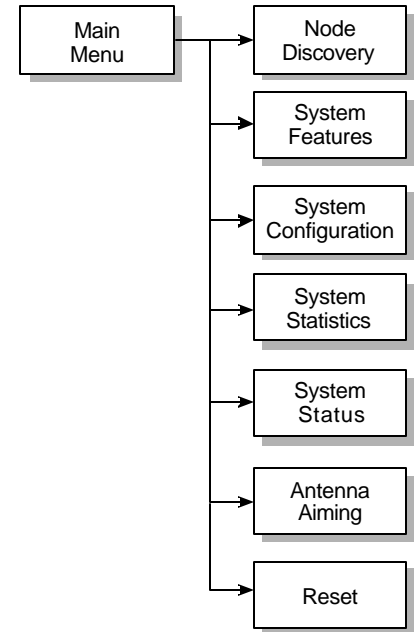 Main
Menu
Node
Discovery
System
Features
System
Configuration
System
Statistics
System
Status
Antenna
Aiming
Reset